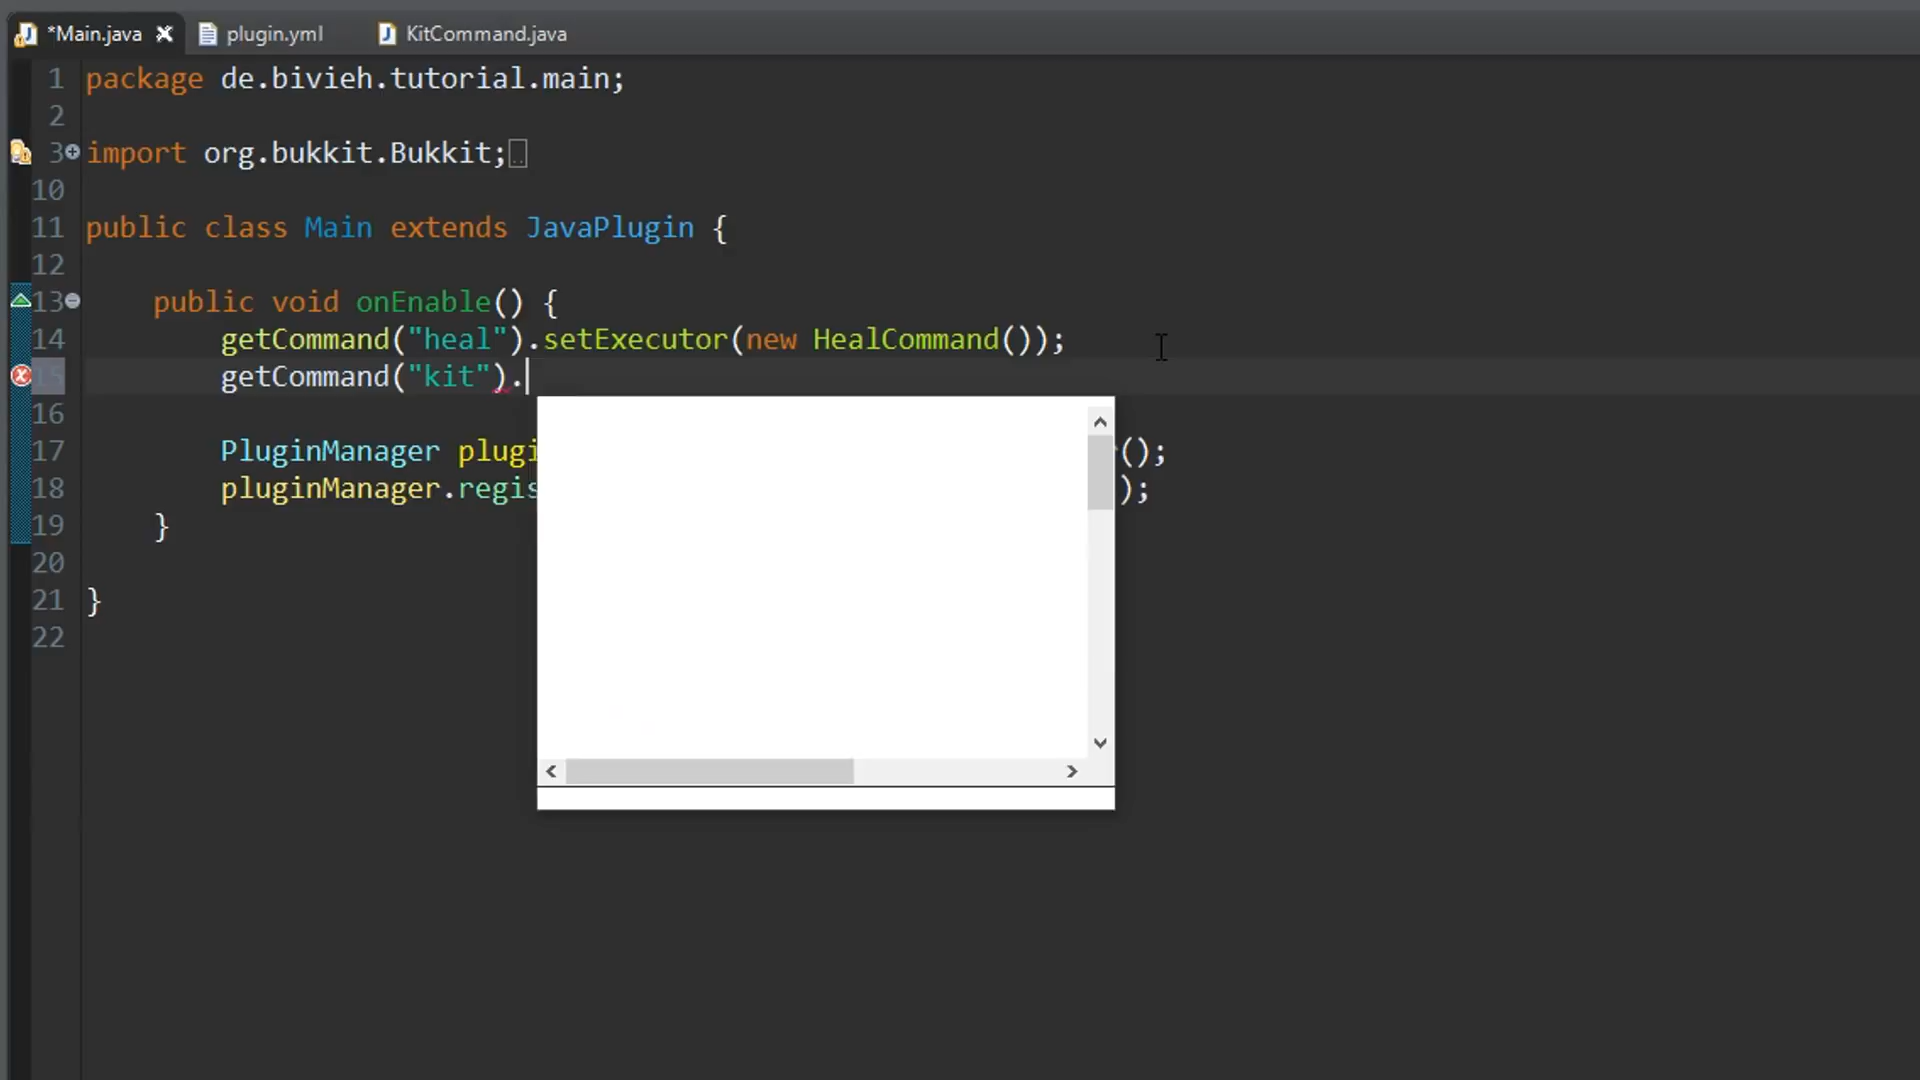 *Main.java plugin.yml KitCommand.java
1 package de.bivieh.tutorial.main;
2
3 import org.bukkit.Bukkit;
10
11 public class Main extends JavaPlugin {
12
13 public void onEnable() {
14 getCommand("heal").setExecutor(new HealCommand());
15 getCommand("kit").
16
17 PluginManager plugi ();
18 pluginManager.regis );
19 }
20
21 }
22